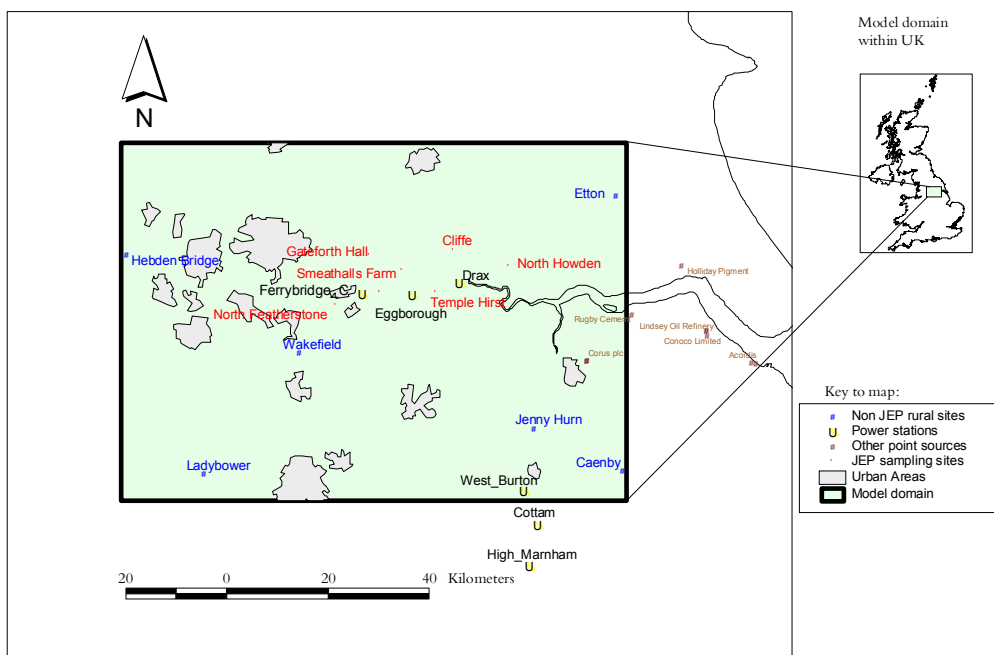 Model domain
within UK
N
Etton
#
Cliffe
Gateforth Hall
#
Hebden Bridge
North Howden
Smeathalls Farm
Drax
U
#
Holliday Pigment
Ferrybridge_C
U
U
Temple Hirst
North Featherstone
Eggborough
Rugby Cement
#
Lindsey Oil Refinery
#
Conoco Limited
#
Wakefield
#
Corus plc
#
Acordis
##
Key to map:
# Non JEP rural sites
U Power stations
# Other point sources
JEP sampling sites
Urban Areas
Model domain
Jenny Hurn
#
Ladybower
#
Caenby
#
West_Burton
U
Cottam
U
High_Marnham
U
20 0 20 40 Kilometers